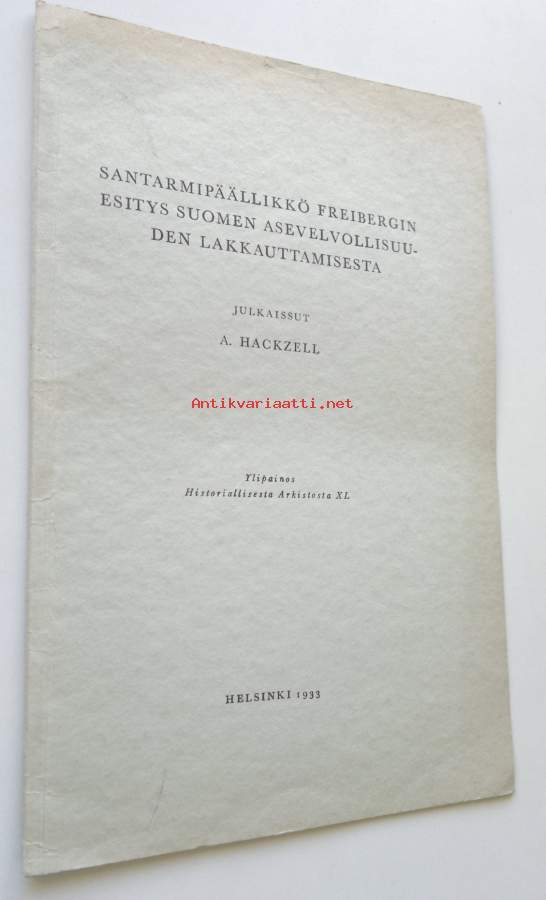 SANTARMIPÄÄLLIKKÖ FREIBERGIN
ESITYS SUOMEN ASEVELVOLLISUU-
DEN LAKKAUTTAMISESTA
JULKAISSUT
A. HACKZELL
Antikvariaatti.net
Ylipainos
Historiallisesta Arkistosta XL
HELSINKI 1933